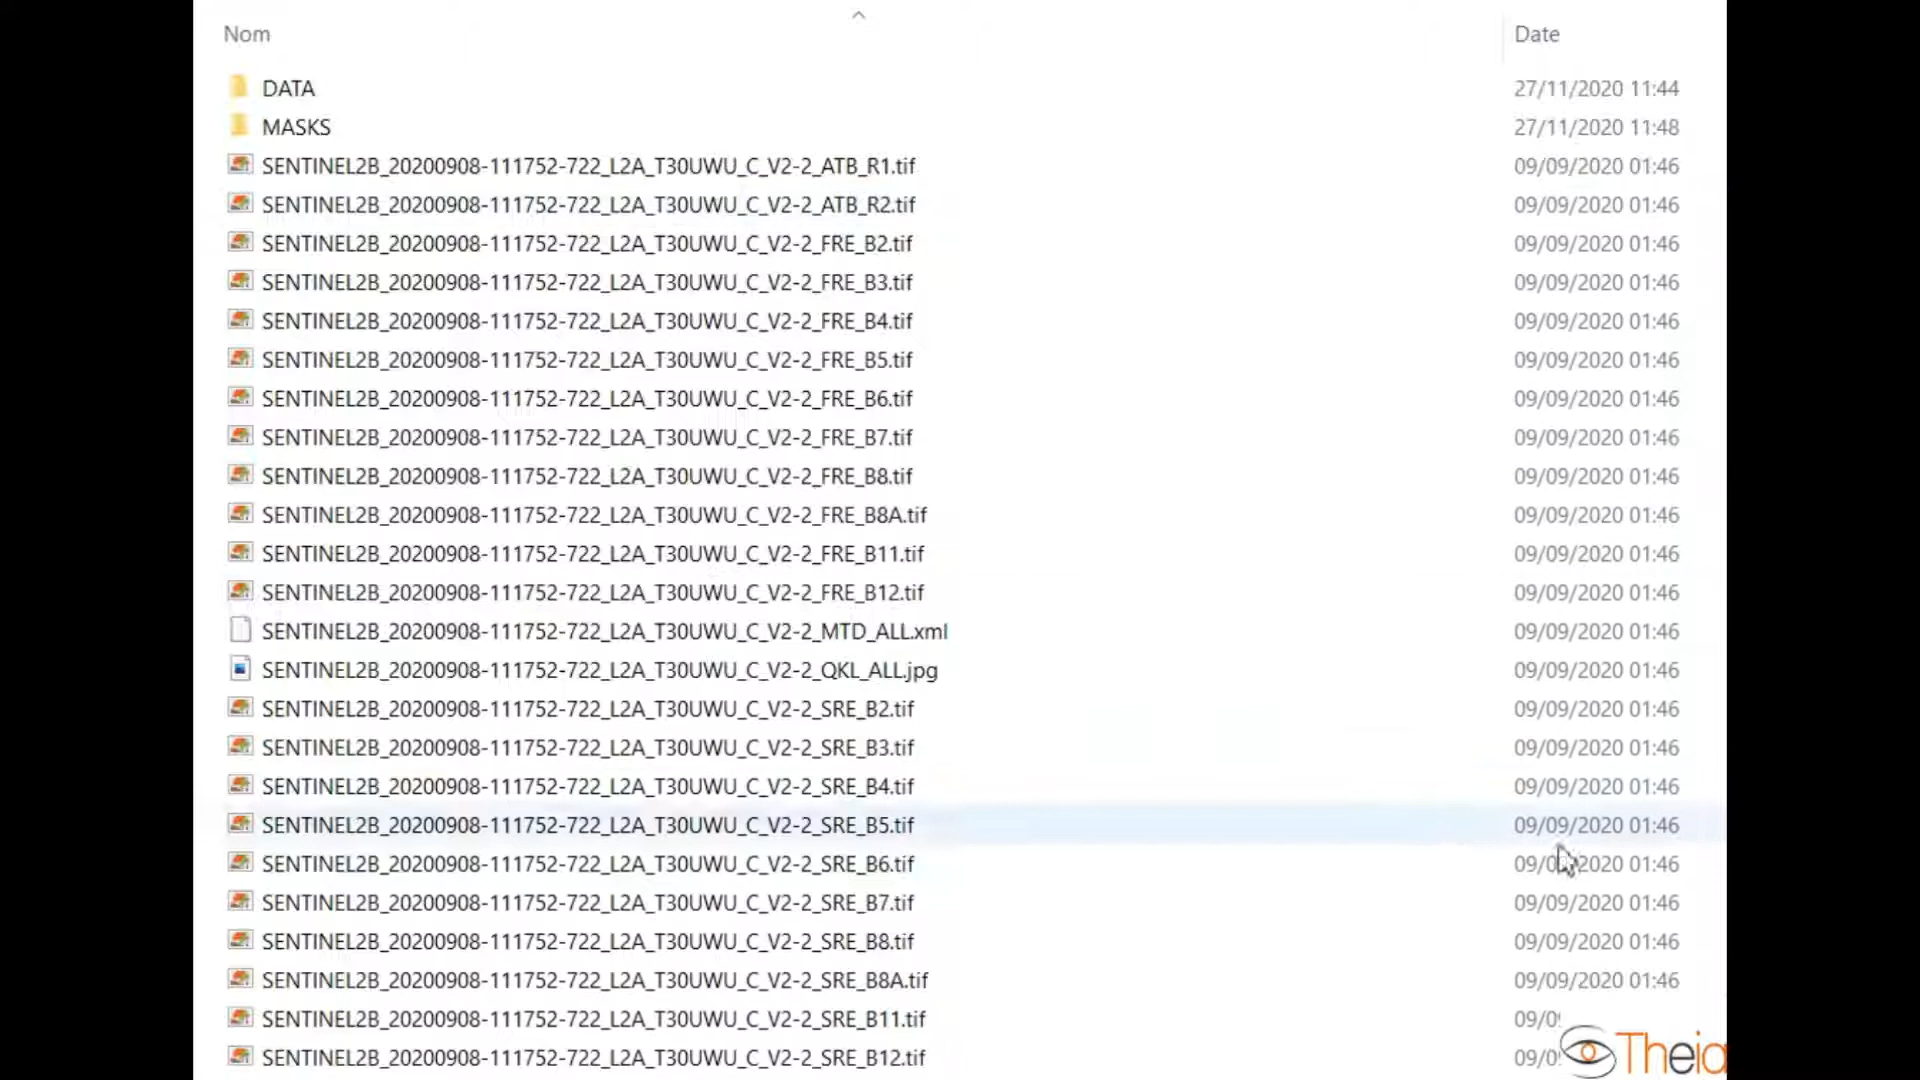 Nom Date
DATA 27/11/2020 11:44
MASKS 27/11/2020 11:48
SENTINEL2B_20200908-111752-722_L2A_T30UWU_C_V2-2_ATB_R1.tif 09/09/2020 01:46
SENTINEL2B_20200908-111752-722_L2A_T30UWU_C_V2-2_ATB_R2.tif 09/09/2020 01:46
SENTINEL2B_20200908-111752-722_L2A_T30UWU_C_V2-2_FRE_B2.tif 09/09/2020 01:46
SENTINEL2B_20200908-111752-722_L2A_T30UWU_C_V2-2_FRE_B3.tif 09/09/2020 01:46
SENTINEL2B_20200908-111752-722_L2A_T30UWU_C_V2-2_FRE_B4.tif 09/09/2020 01:46
SENTINEL2B_20200908-111752-722_L2A_T30UWU_C_V2-2_FRE_B5.tif 09/09/2020 01:46
SENTINEL2B_20200908-111752-722_L2A_T30UWU_C_V2-2_FRE_B6.tif 09/09/2020 01:46
SENTINEL2B_20200908-111752-722_L2A_T30UWU_C_V2-2_FRE_B7.tif 09/09/2020 01:46
SENTINEL2B_20200908-111752-722_L2A_T30UWU_C_V2-2_FRE_B8.tif 09/09/2020 01:46
SENTINEL2B_20200908-111752-722_L2A_T30UWU_C_V2-2_FRE_B8A.tif 09/09/2020 01:46
SENTINEL2B_20200908-111752-722_L2A_T30UWU_C_V2-2_FRE_B11.tif 09/09/2020 01:46
SENTINEL2B_20200908-111752-722_L2A_T30UWU_C_V2-2_FRE_B12.tif 09/09/2020 01:46
SENTINEL2B_20200908-111752-722_L2A_T30UWU_C_V2-2_MTD_ALL.xml 09/09/2020 01:46
SENTINEL2B_20200908-111752-722_L2A_T30UWU_C_V2-2_QKL_ALL.jpg 09/09/2020 01:46
SENTINEL2B_20200908-111752-722_L2A_T30UWU_C_V2-2_SRE_B2.tif 09/09/2020 01:46
SENTINEL2B_20200908-111752-722_L2A_T30UWU_C_V2-2_SRE_B3.tif 09/09/2020 01:46
SENTINEL2B_20200908-111752-722_L2A_T30UWU_C_V2-2_SRE_B4.tif 09/09/2020 01:46
SENTINEL2B_20200908-111752-722_L2A_T30UWU_C_V2-2_SRE_B5.tif 09/09/2020 01:46
SENTINEL2B_20200908-111752-722_L2A_T30UWU_C_V2-2_SRE_B6.tif 01:46
SENTINEL2B_20200908-111752-722_L2A_T30UWU_C_V2-2_SRE_B7.tif 09/09/2020 01:46
SENTINEL2B_20200908-111752-722_L2A_T30UWU_C_V2-2_SRE_B8.tif 09/09/2020 01:46
SENTINEL2B_20200908-111752-722_L2A_T30UWU_C_V2-2_SRE_B8A.tif 09/09/2020 01:46
SENTINEL2B_20200908-111752-722_L2A_T30UWU_C_V2-2_SRE_B11.tif
SENTINEL2B_20200908-111752-722_L2A_T30UWU_C_V2-2_SRE_B12.tif
Theia